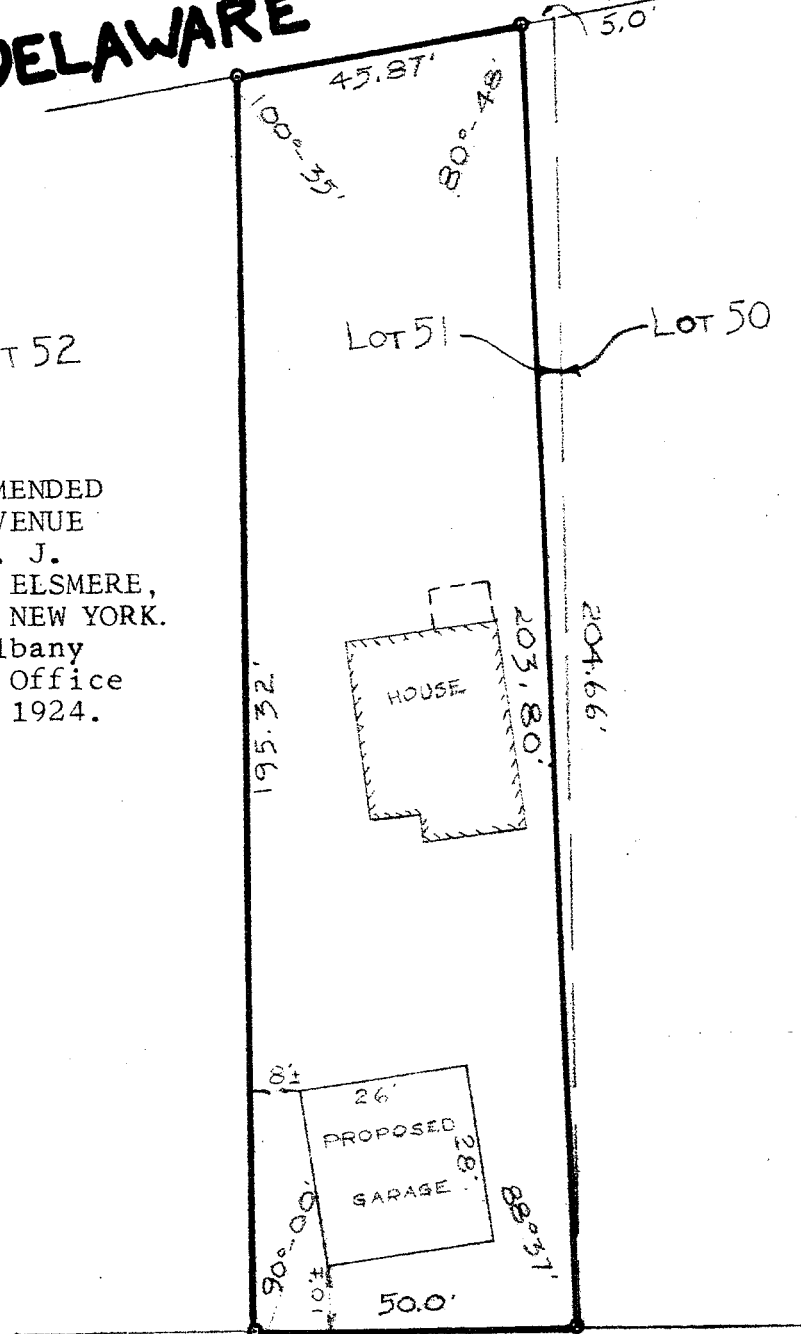 DELAWARE
5.0'
45.87'
100°-35'
80°-48'
T 52
LOT 51
LOT 50
MENDED
VENUE
. J.
ELSMERE,
NEW YORK.
lbany
Office
1924.
HOUSE
195.32'
203.80'
204.66'
8'±
26'
PROPOSED
GARAGE
28'
90°-00'
88°37'
10'±
50.0'